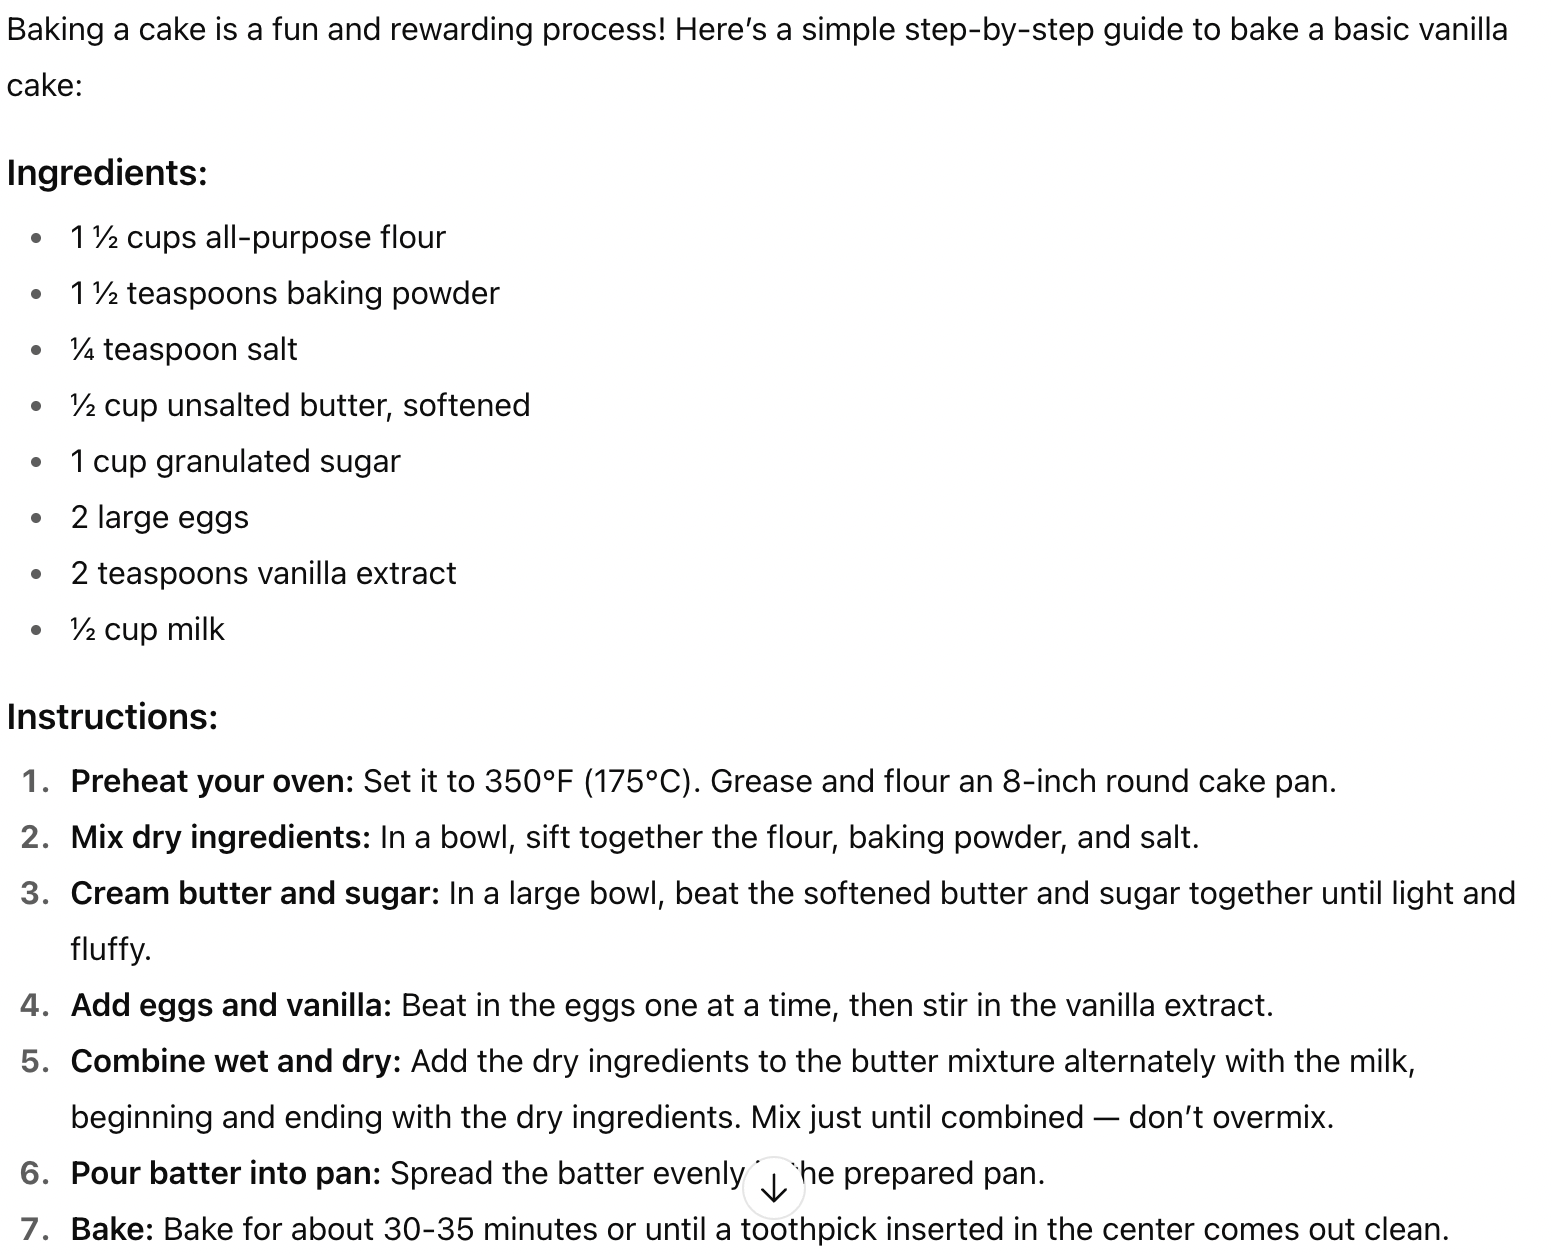 Baking a cake is a fun and rewarding process! Here’s a simple step-by-step guide to bake a basic vanilla
cake:
Ingredients:
• 1 ½ cups all-purpose flour
• 1 ½ teaspoons baking powder
• ¼ teaspoon salt
• ½ cup unsalted butter, softened
• 1 cup granulated sugar
• 2 large eggs
• 2 teaspoons vanilla extract
• ½ cup milk
Instructions:
1. Preheat your oven: Set it to 350°F (175°C). Grease and flour an 8-inch round cake pan.
2. Mix dry ingredients: In a bowl, sift together the flour, baking powder, and salt.
3. Cream butter and sugar: In a large bowl, beat the softened butter and sugar together until light and
fluffy.
4. Add eggs and vanilla: Beat in the eggs one at a time, then stir in the vanilla extract.
5. Combine wet and dry: Add the dry ingredients to the butter mixture alternately with the milk,
beginning and ending with the dry ingredients. Mix just until combined — don’t overmix.
6. Pour batter into pan: Spread the batter evenly the prepared pan.
7. Bake: Bake for about 30-35 minutes or until a toothpick inserted in the center comes out clean.